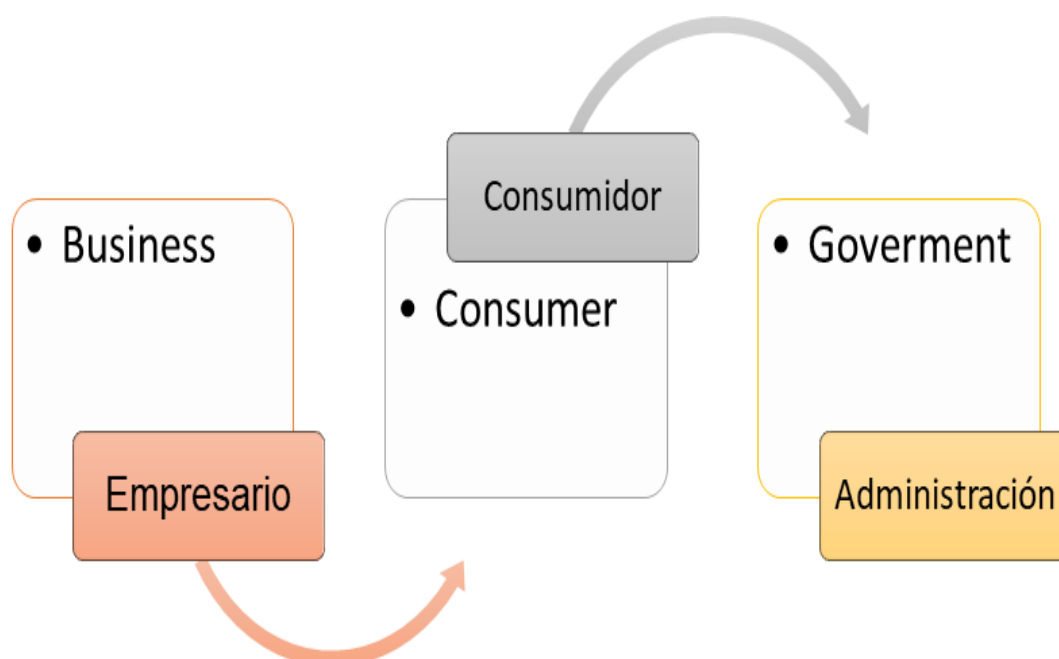 • Business
Empresario
Consumidor
• Consumer
• Goverment
Administración